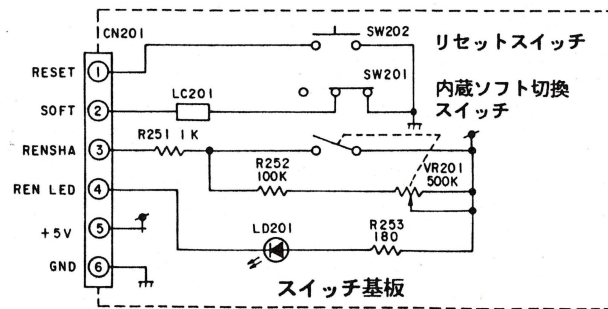 CN201
SW202
リセットスイッチ
RESET 1
SW201
内蔵ソフト切換
スイッチ
LC201
SOFT 2
R251 1K
RENSHA 3
R252
100K
VR201
500K
REN LED 4
+5V 5
LD201
R253
180
GND 6
スイッチ基板